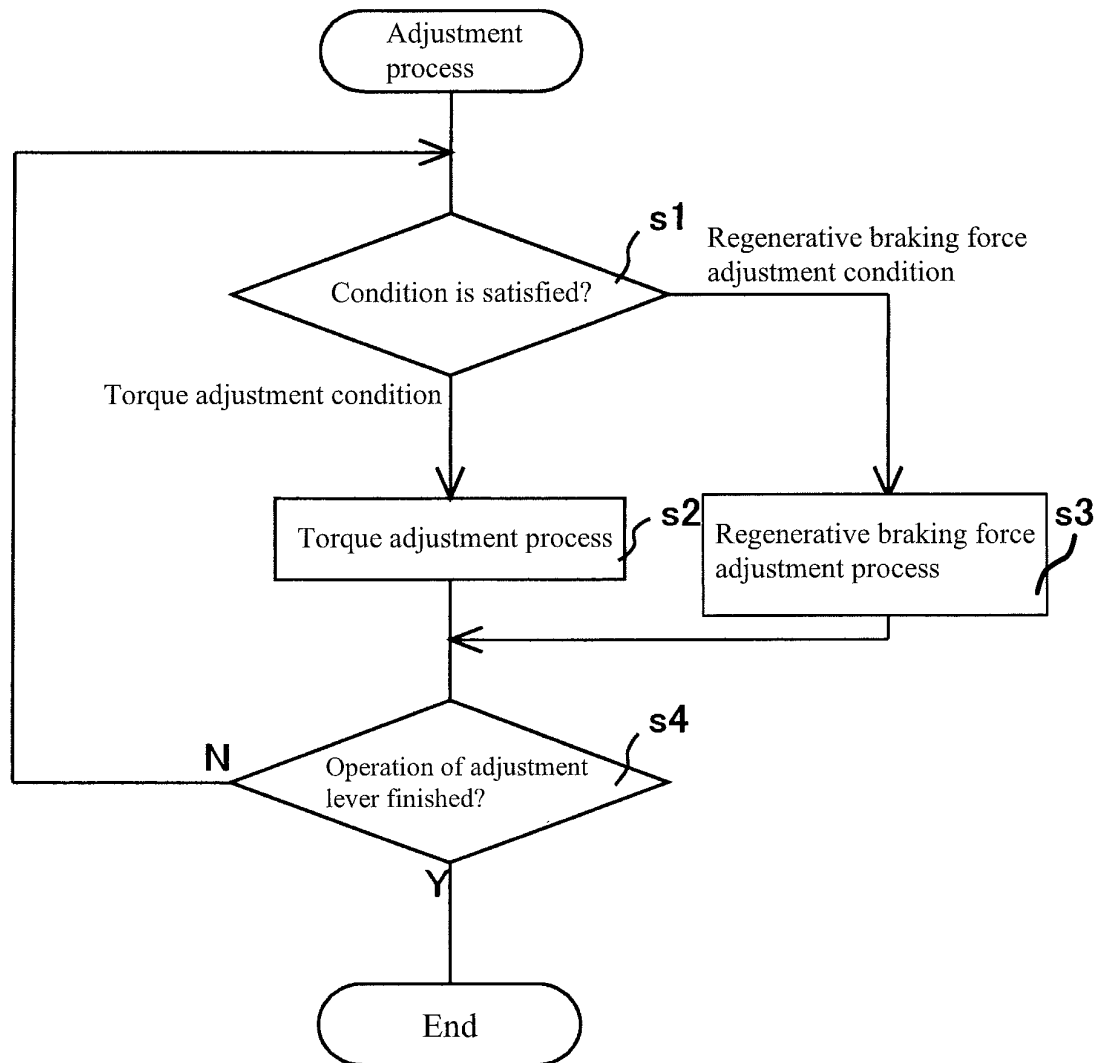 Adjustment
process
s1
Regenerative braking force
adjustment condition
Condition is satisfied?
Torque adjustment condition
Torque adjustment process
s2
Regenerative braking force
adjustment process
s3
s4
N
Operation of adjustment
lever finished?
Y
End